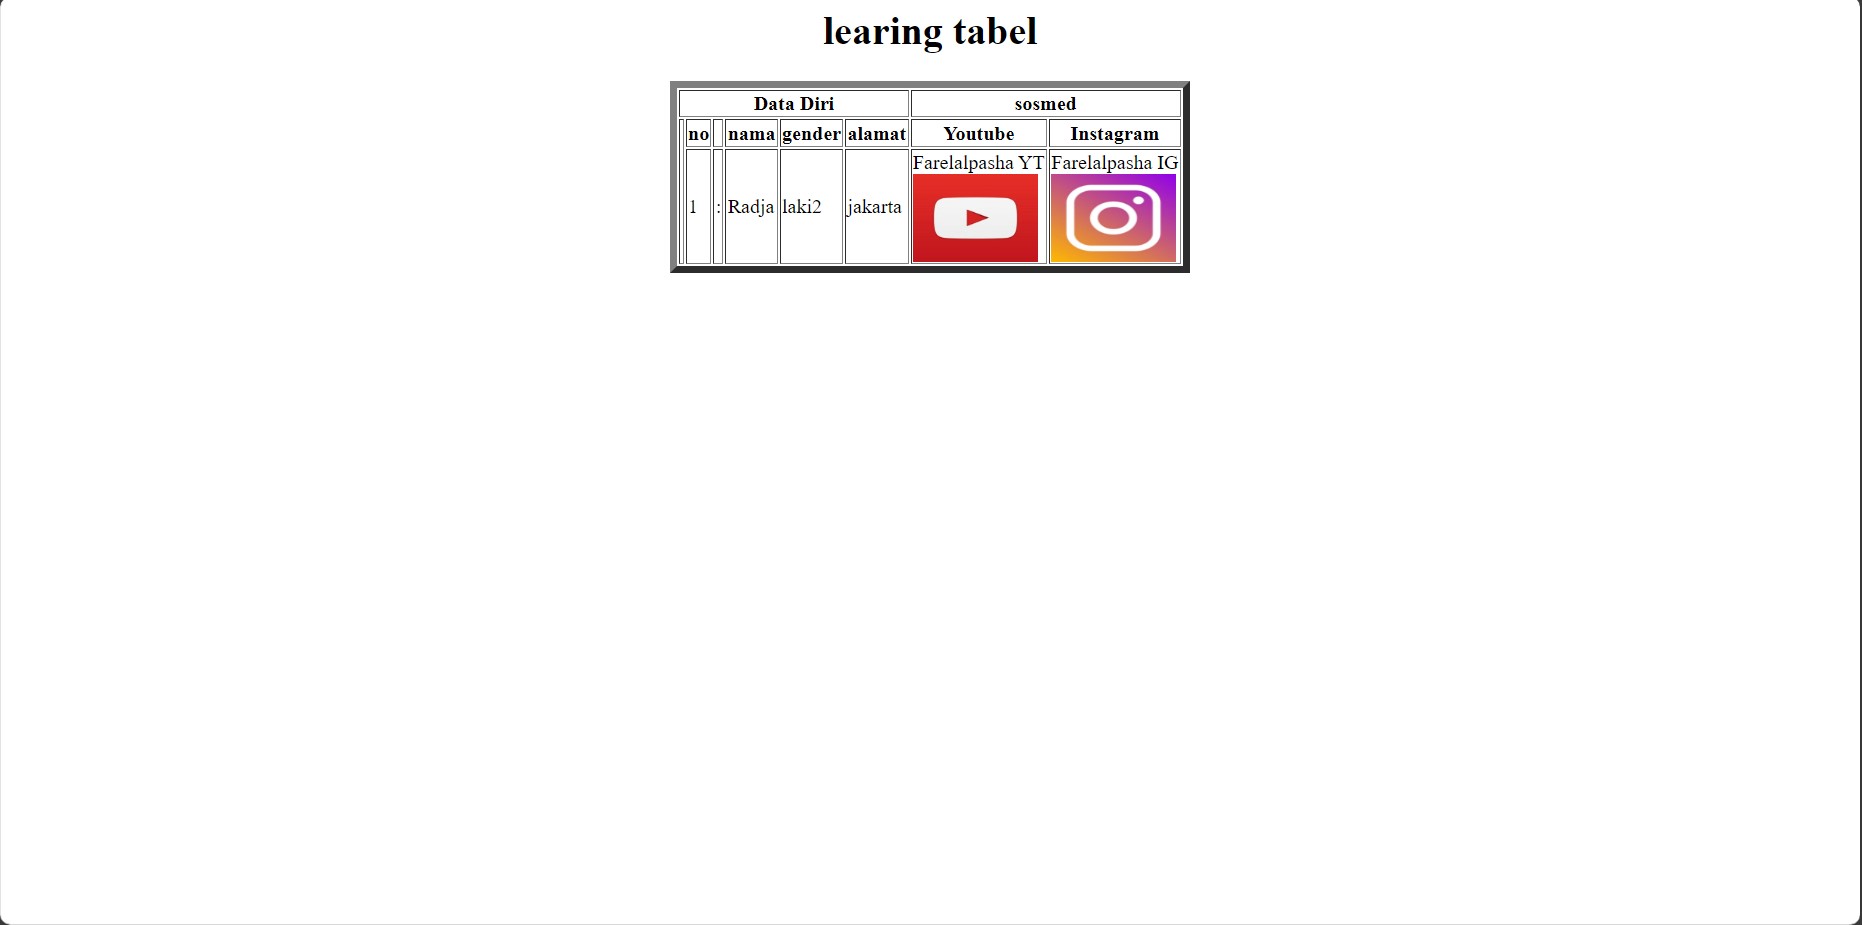 learing tabel
Data Diri sosmed
no nama gender alamat Youtube Instagram
Farelalpasha YT Farelalpasha IG
1 : Radja laki2 jakarta